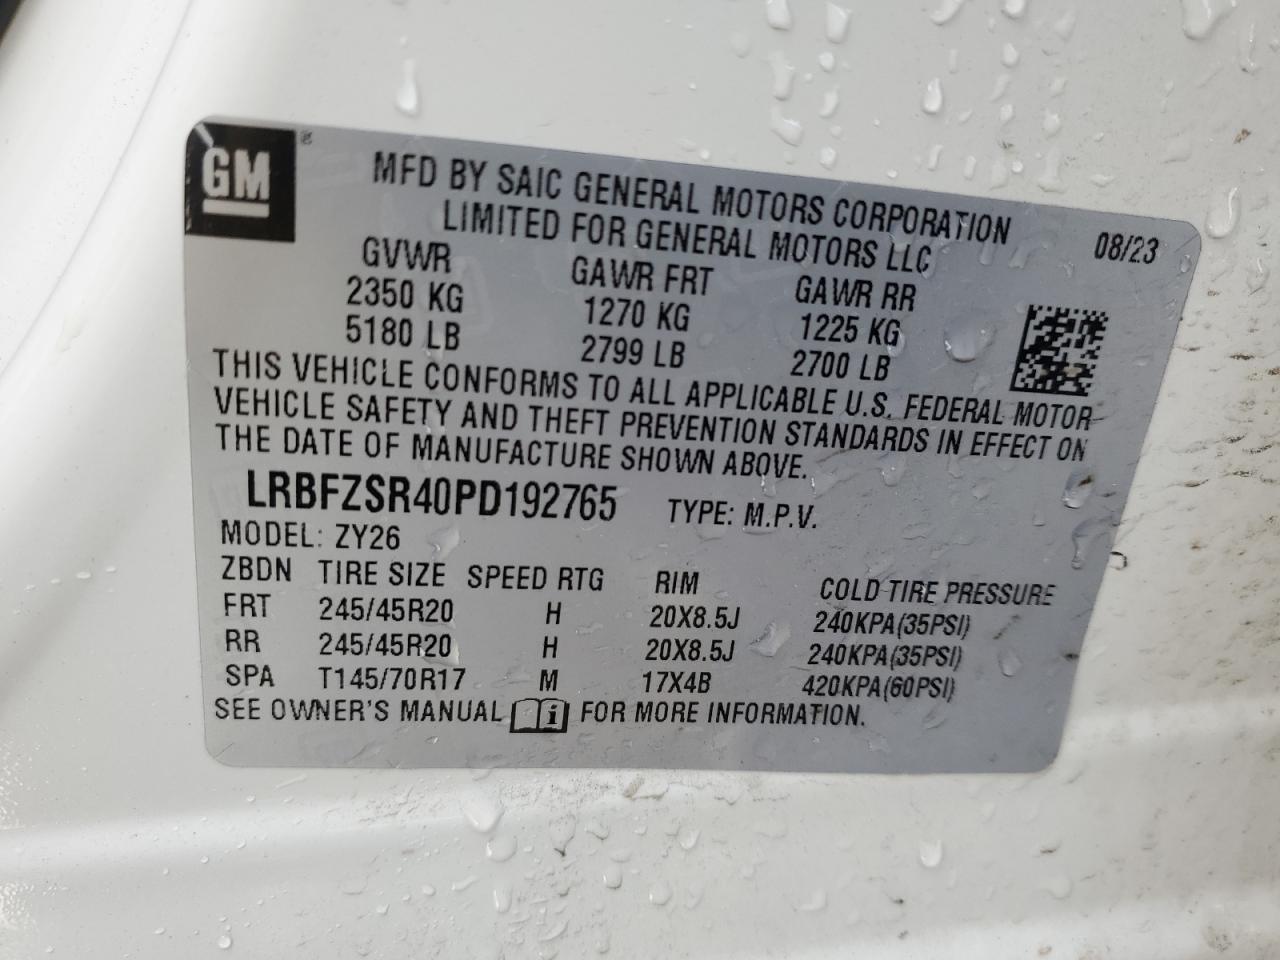 GM ®
MFD BY SAIC GENERAL MOTORS CORPORATION
LIMITED FOR GENERAL MOTORS LLC
08/23
GVWR GAWR FRT GAWR RR
2350 KG 1270 KG 1225 KG
5180 LB 2799 LB 2700 LB
THIS VEHICLE CONFORMS TO ALL APPLICABLE U.S. FEDERAL MOTOR
VEHICLE SAFETY AND THEFT PREVENTION STANDARDS IN EFFECT ON
THE DATE OF MANUFACTURE SHOWN ABOVE.
LRBFZSR40PD192765 TYPE: M.P.V.
MODEL: ZY26
ZBDN TIRE SIZE SPEED RTG RIM COLD TIRE PRESSURE
FRT 245/45R20 H 20X8.5J 240KPA(35PSI)
RR 245/45R20 H 20X8.5J 240KPA(35PSI)
SPA T145/70R17 M 17X4B 420KPA(60PSI)
SEE OWNER'S MANUAL i FOR MORE INFORMATION.